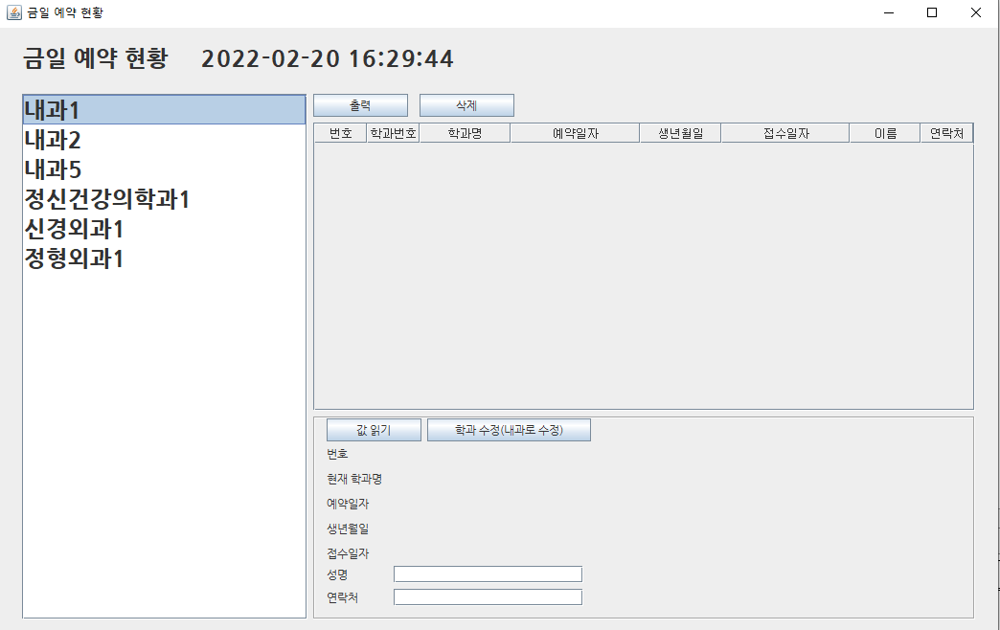 금일 예약 현황
금일 예약 현황 2022-02-20 16:29:44
내과1
내과2
내과5
정신건강의학과1
신경외과1
정형외과1
출력 삭제
번호 학과번호 학과명 예약일자 생년월일 접수일자 이름 연락처
값 읽기 학과 수정(내과로 수정)
번호
현재 학과명
예약일자
생년월일
접수일자
성명
연락처